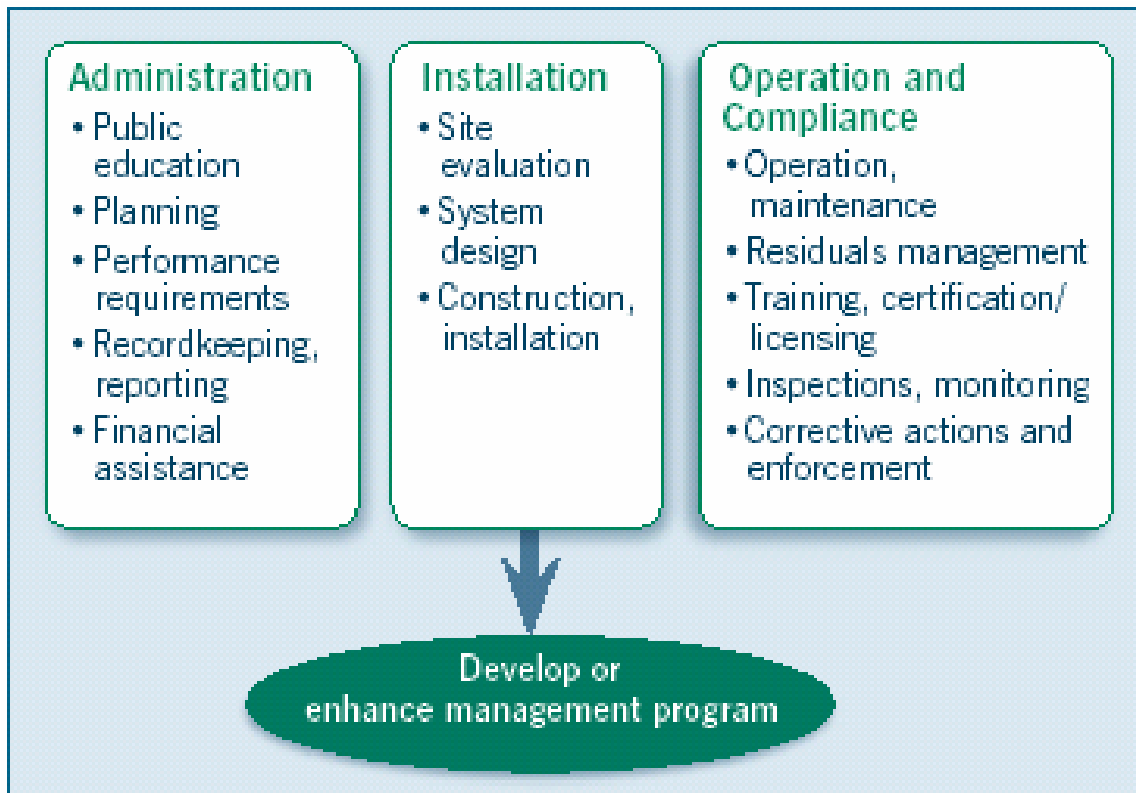 Administration
• Public
education
• Planning
• Performance
requirements
• Recordkeeping,
reporting
• Financial
assistance
Installation
• Site
evaluation
• System
design
• Construction,
installation
Operation and
Compliance
• Operation,
maintenance
• Residuals management
• Training, certification/
licensing
• Inspections, monitoring
• Corrective actions and
enforcement
Develop or
enhance management program